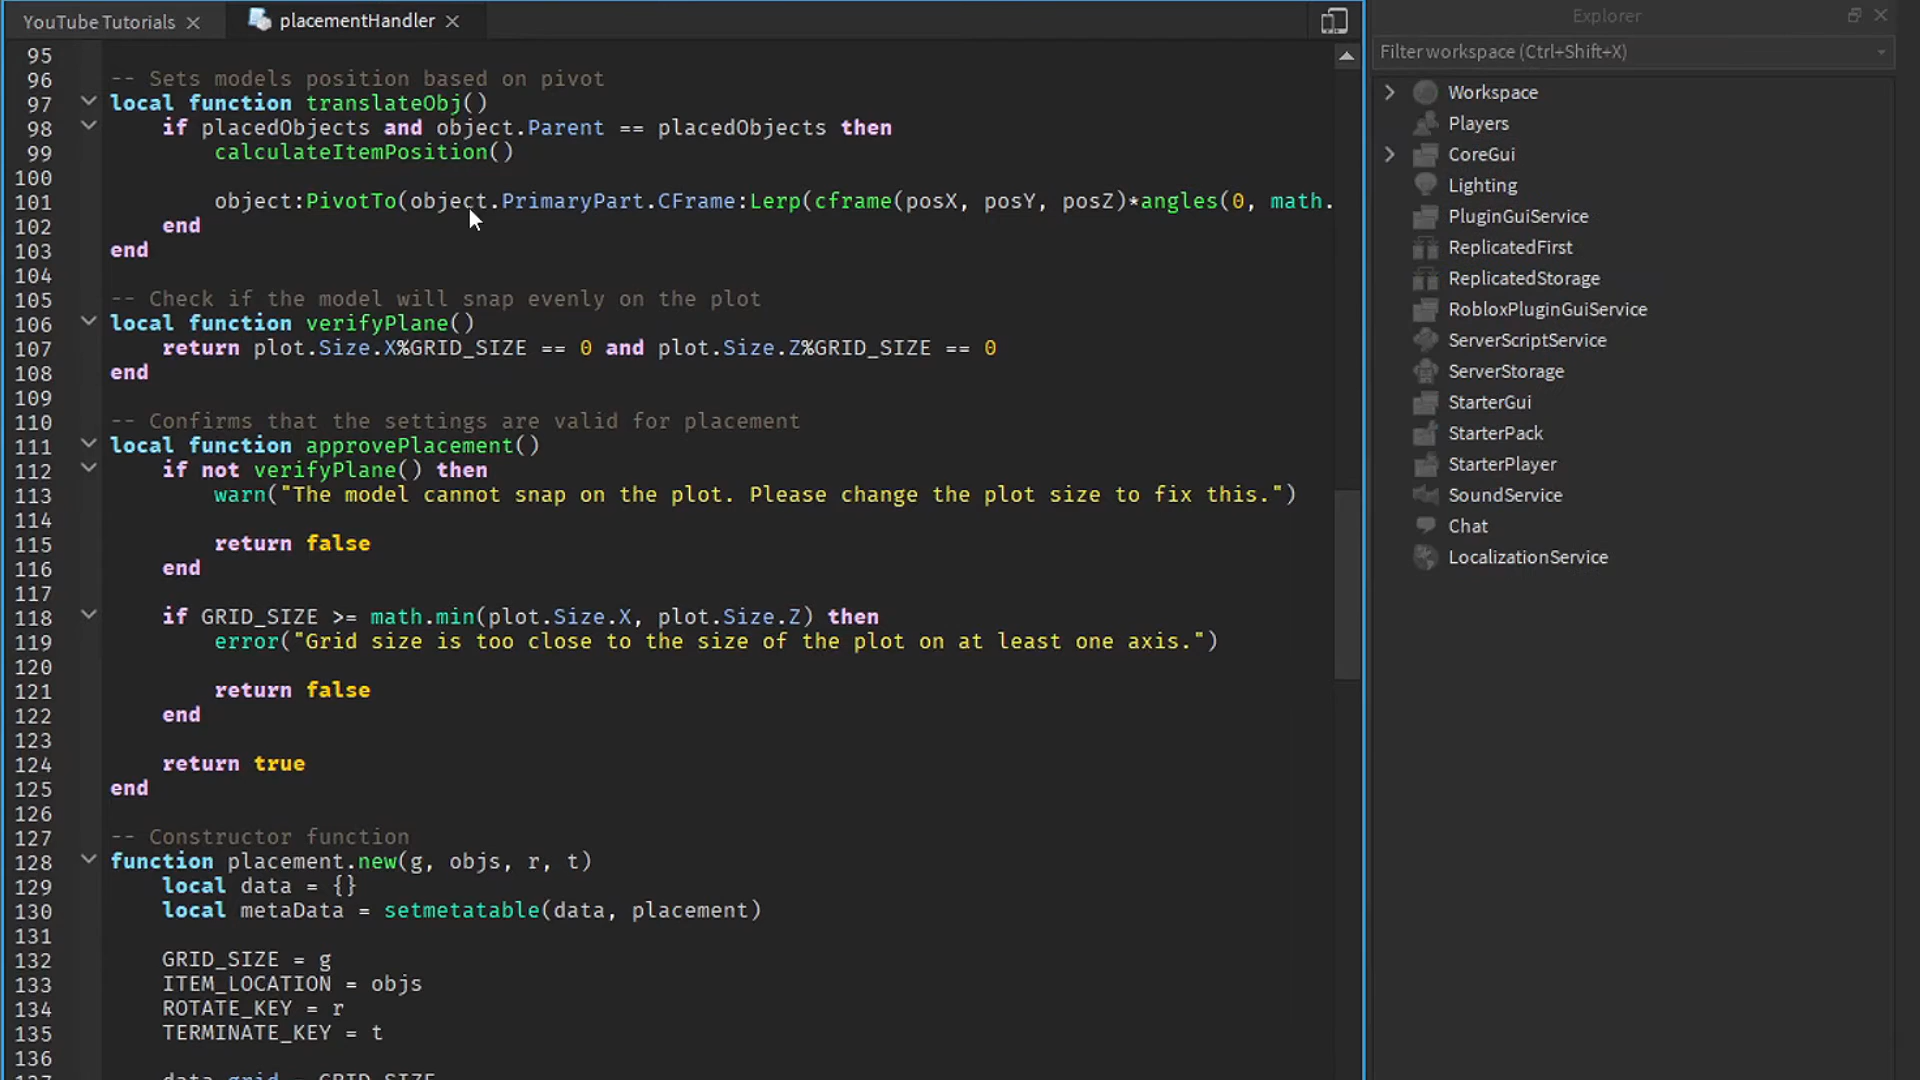 YouTube Tutorials
placementHandler
95
96 -- Sets models position based on pivot
97 local function translateObj()
98 if placedObjects and object.Parent == placedObjects then
99 calculateItemPosition()
100
101 object:PivotTo(object.PrimaryPart.CFrame:Lerp(cframe(posX, posY, posZ)*angles(0, math.
102 end
103 end
104
105 -- Check if the model will snap evenly on the plot
106 local function verifyPlane()
107 return plot.Size.X%GRID_SIZE == 0 and plot.Size.Z%GRID_SIZE == 0
108 end
109
110 -- Confirms that the settings are valid for placement
111 local function approvePlacement()
112 if not verifyPlane() then
113 warn("The model cannot snap on the plot. Please change the plot size to fix this.")
114
115 return false
116 end
117
118 if GRID_SIZE >= math.min(plot.Size.X, plot.Size.Z) then
119 error("Grid size is too close to the size of the plot on at least one axis.")
120
121 return false
122 end
123
124 return true
125 end
126
127 -- Constructor function
128 function placement.new(g, objs, r, t)
129 local data = {}
130 local metaData = setmetatable(data, placement)
131
132 GRID_SIZE = g
133 ITEM_LOCATION = objs
134 ROTATE_KEY = r
135 TERMINATE_KEY = t
136
137 data.grid = GRID_SIZE
Explorer
Filter workspace (Ctrl+Shift+X)
Workspace
Players
CoreGui
Lighting
PluginGuiService
ReplicatedFirst
ReplicatedStorage
RobloxPluginGuiService
ServerScriptService
ServerStorage
StarterGui
StarterPack
StarterPlayer
SoundService
Chat
LocalizationService